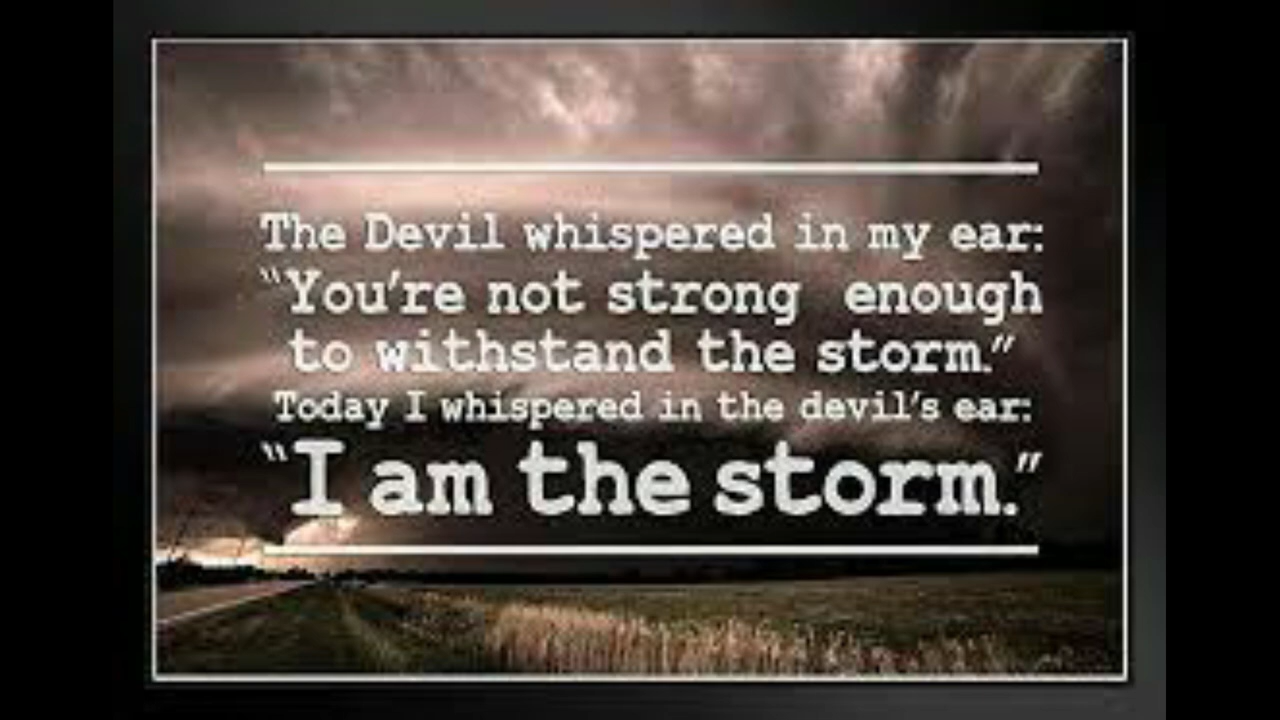 The Devil whispered in my ear:
“You’re not strong enough
to withstand the storm.”
Today I whispered in the devil’s ear:
“I am the storm.”